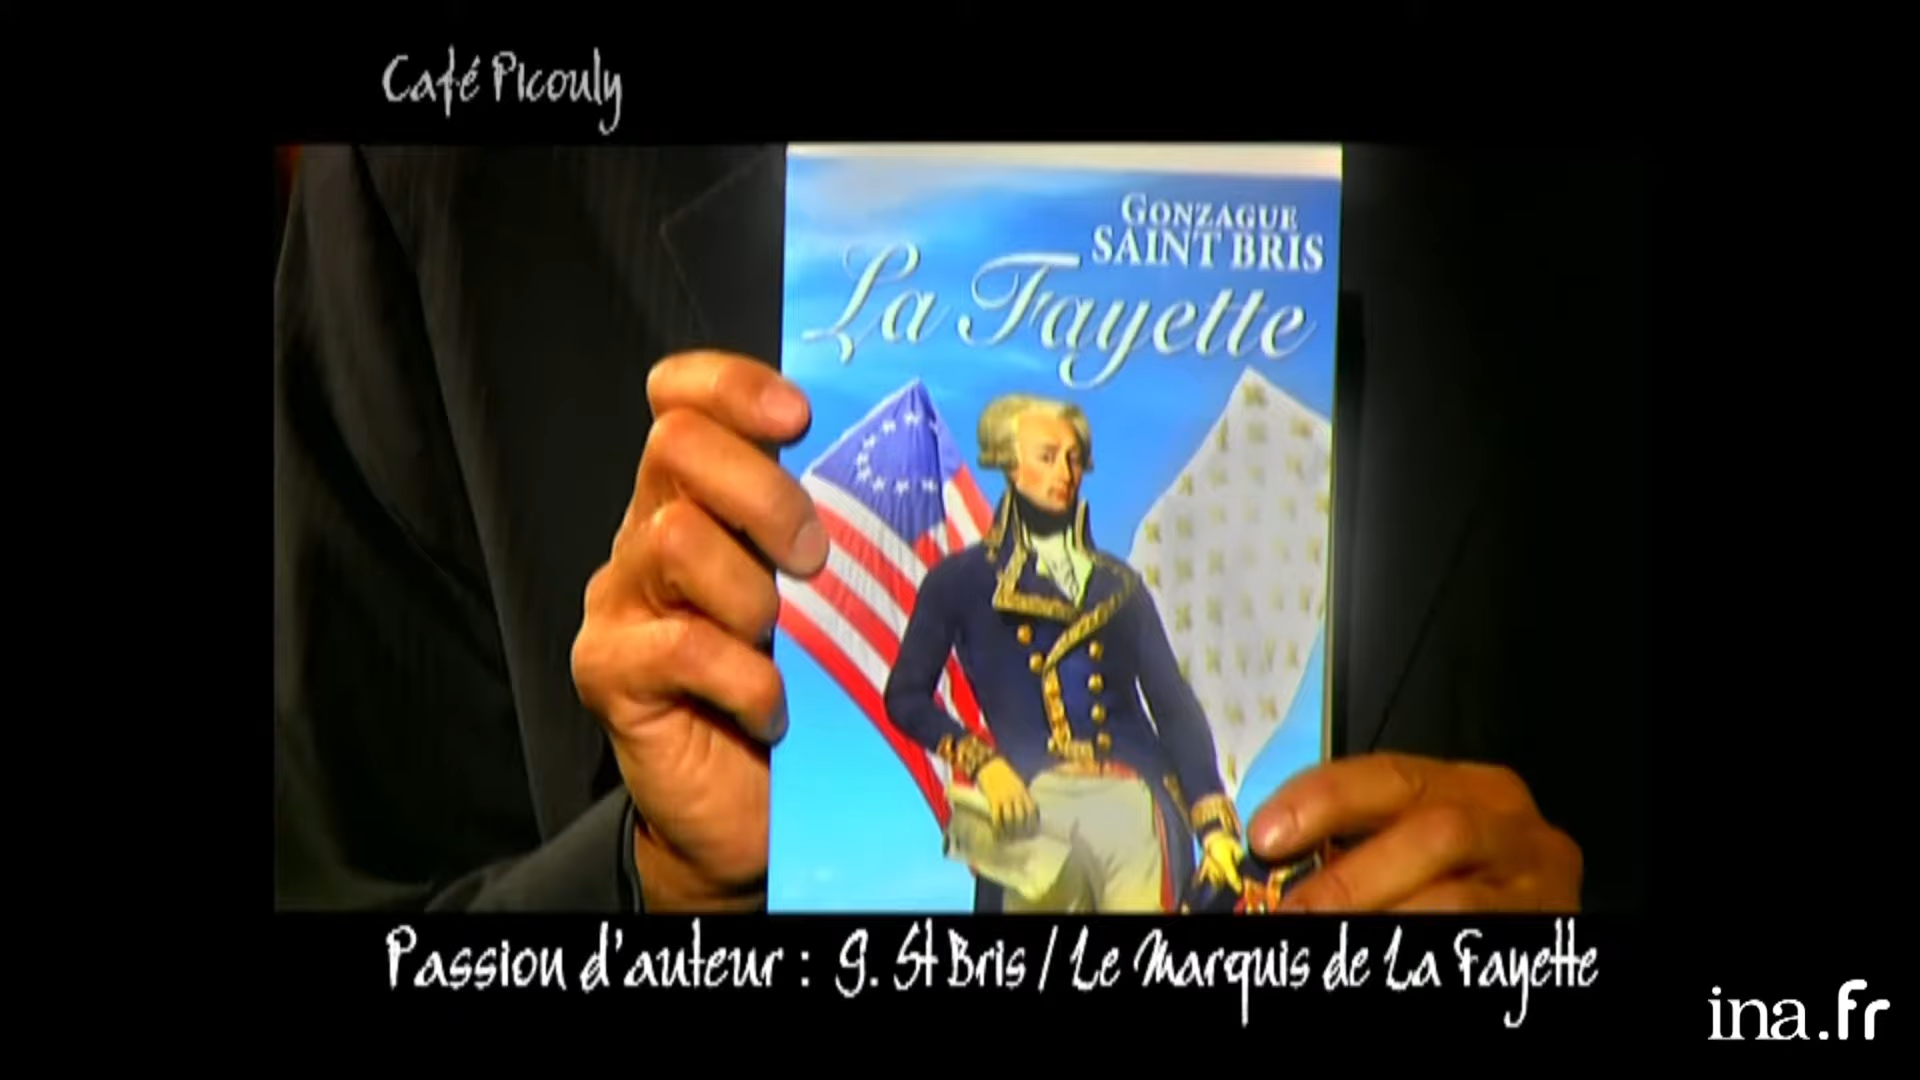 Café Picouly
GONZAGUE
SAINT BRIS
La Fayette
Passion d'auteur : G. St Bris / Le Marquis de La Fayette
ina.fr